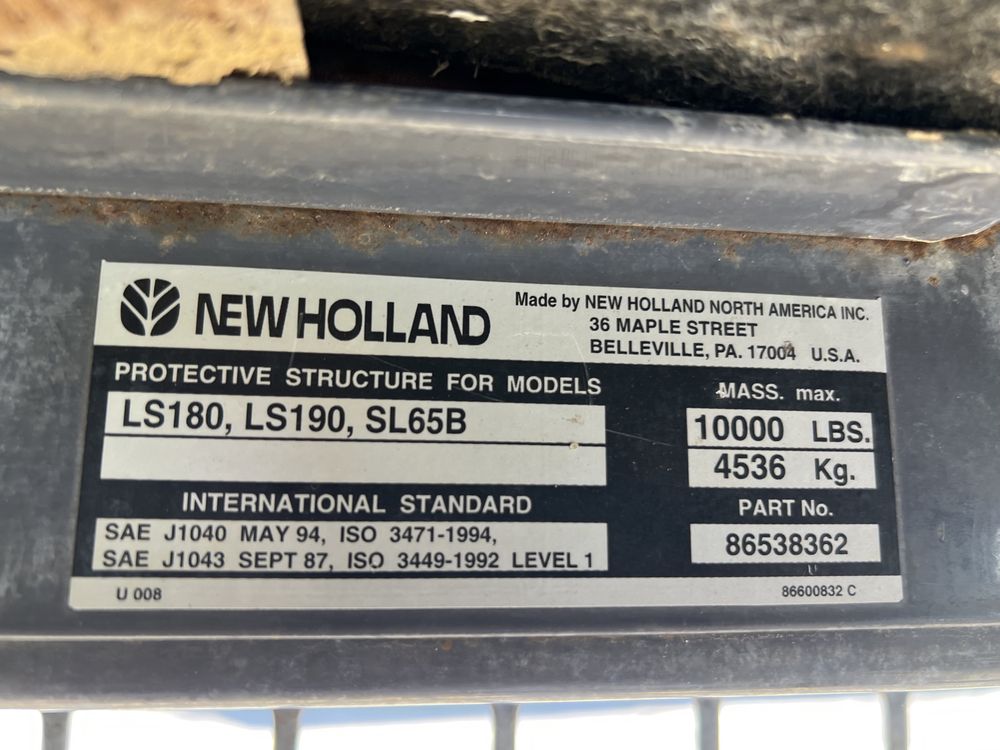 NEW HOLLAND
Made by NEW HOLLAND NORTH AMERICA INC.
36 MAPLE STREET
BELLEVILLE, PA. 17004 U.S.A.
PROTECTIVE STRUCTURE FOR MODELS
LS180, LS190, SL65B
MASS. max.
10000 LBS.
4536 Kg.
INTERNATIONAL STANDARD
SAE J1040 MAY 94, ISO 3471-1994,
SAE J1043 SEPT 87, ISO 3449-1992 LEVEL 1
PART No.
86538362
U 008
86600832 C